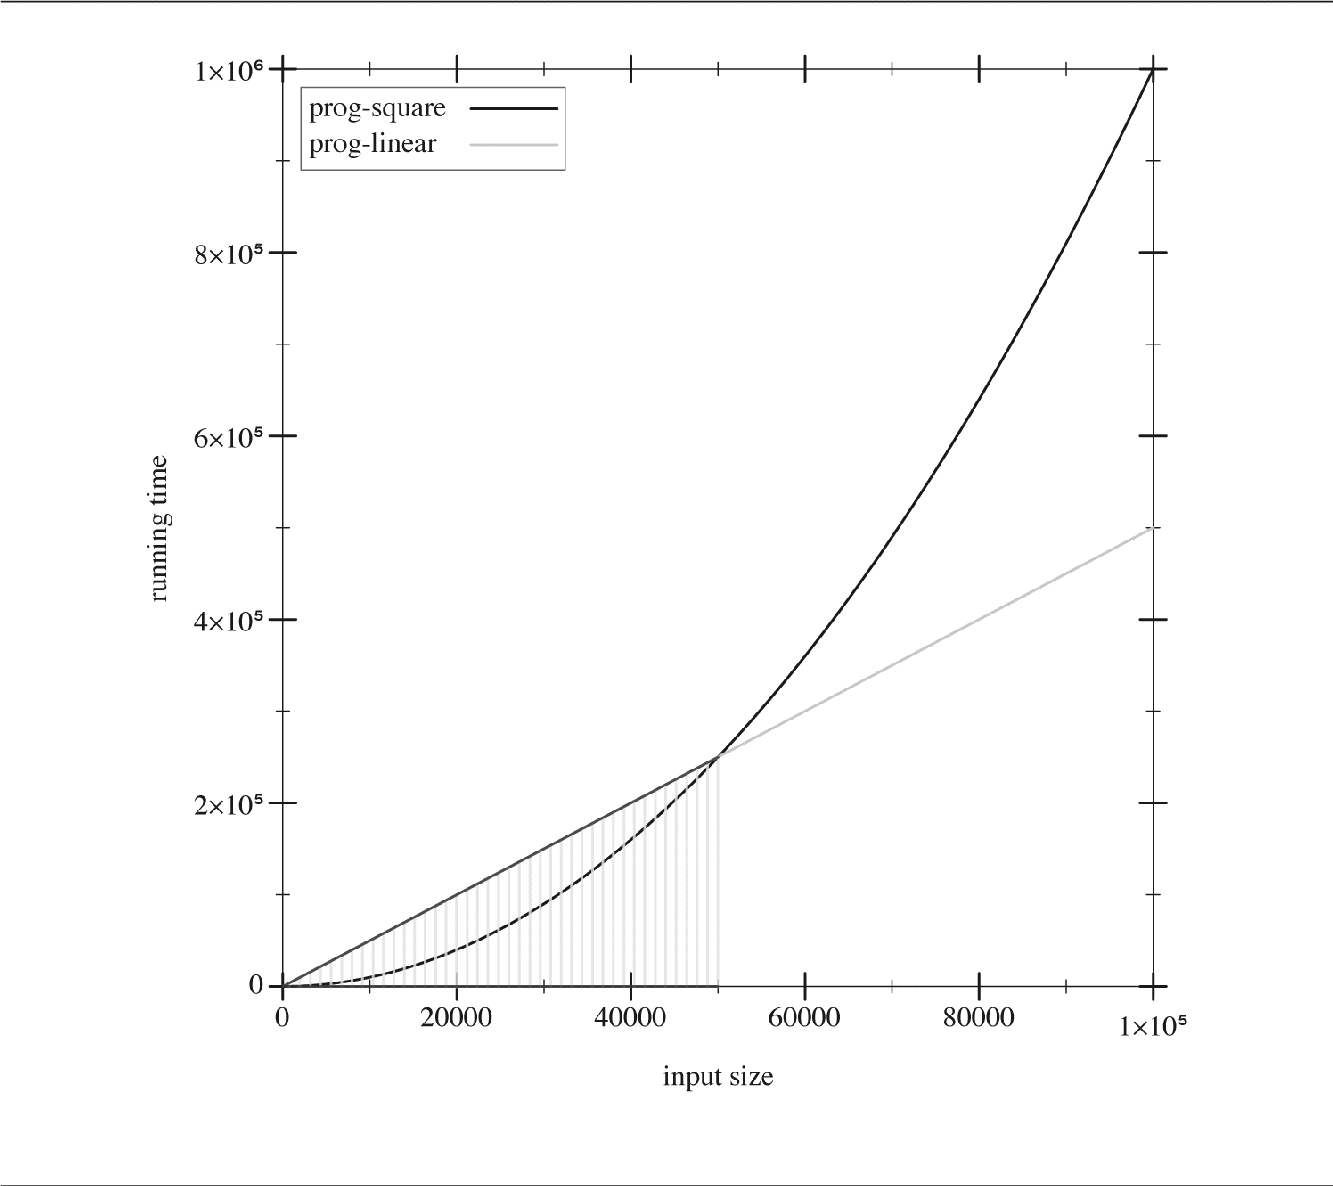 1×10⁶
prog-square
prog-linear
8×10⁵
6×10⁵
running time
4×10⁵
2×10⁵
0
0 20000 40000 60000 80000 1×10⁵
input size